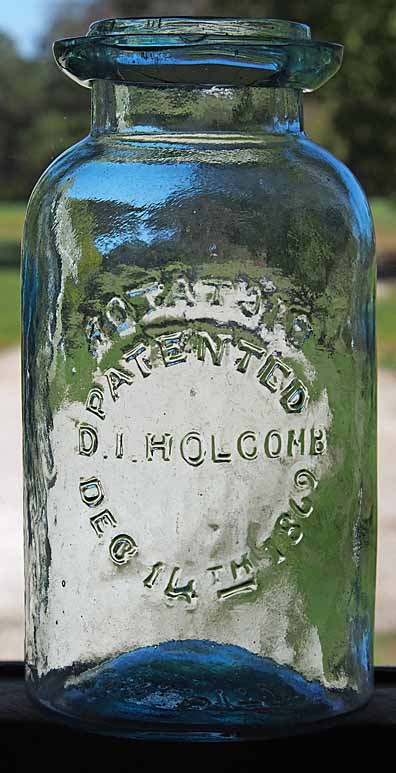 PATENTED
D. I. HOLCOMB
DEC 14TH 1869